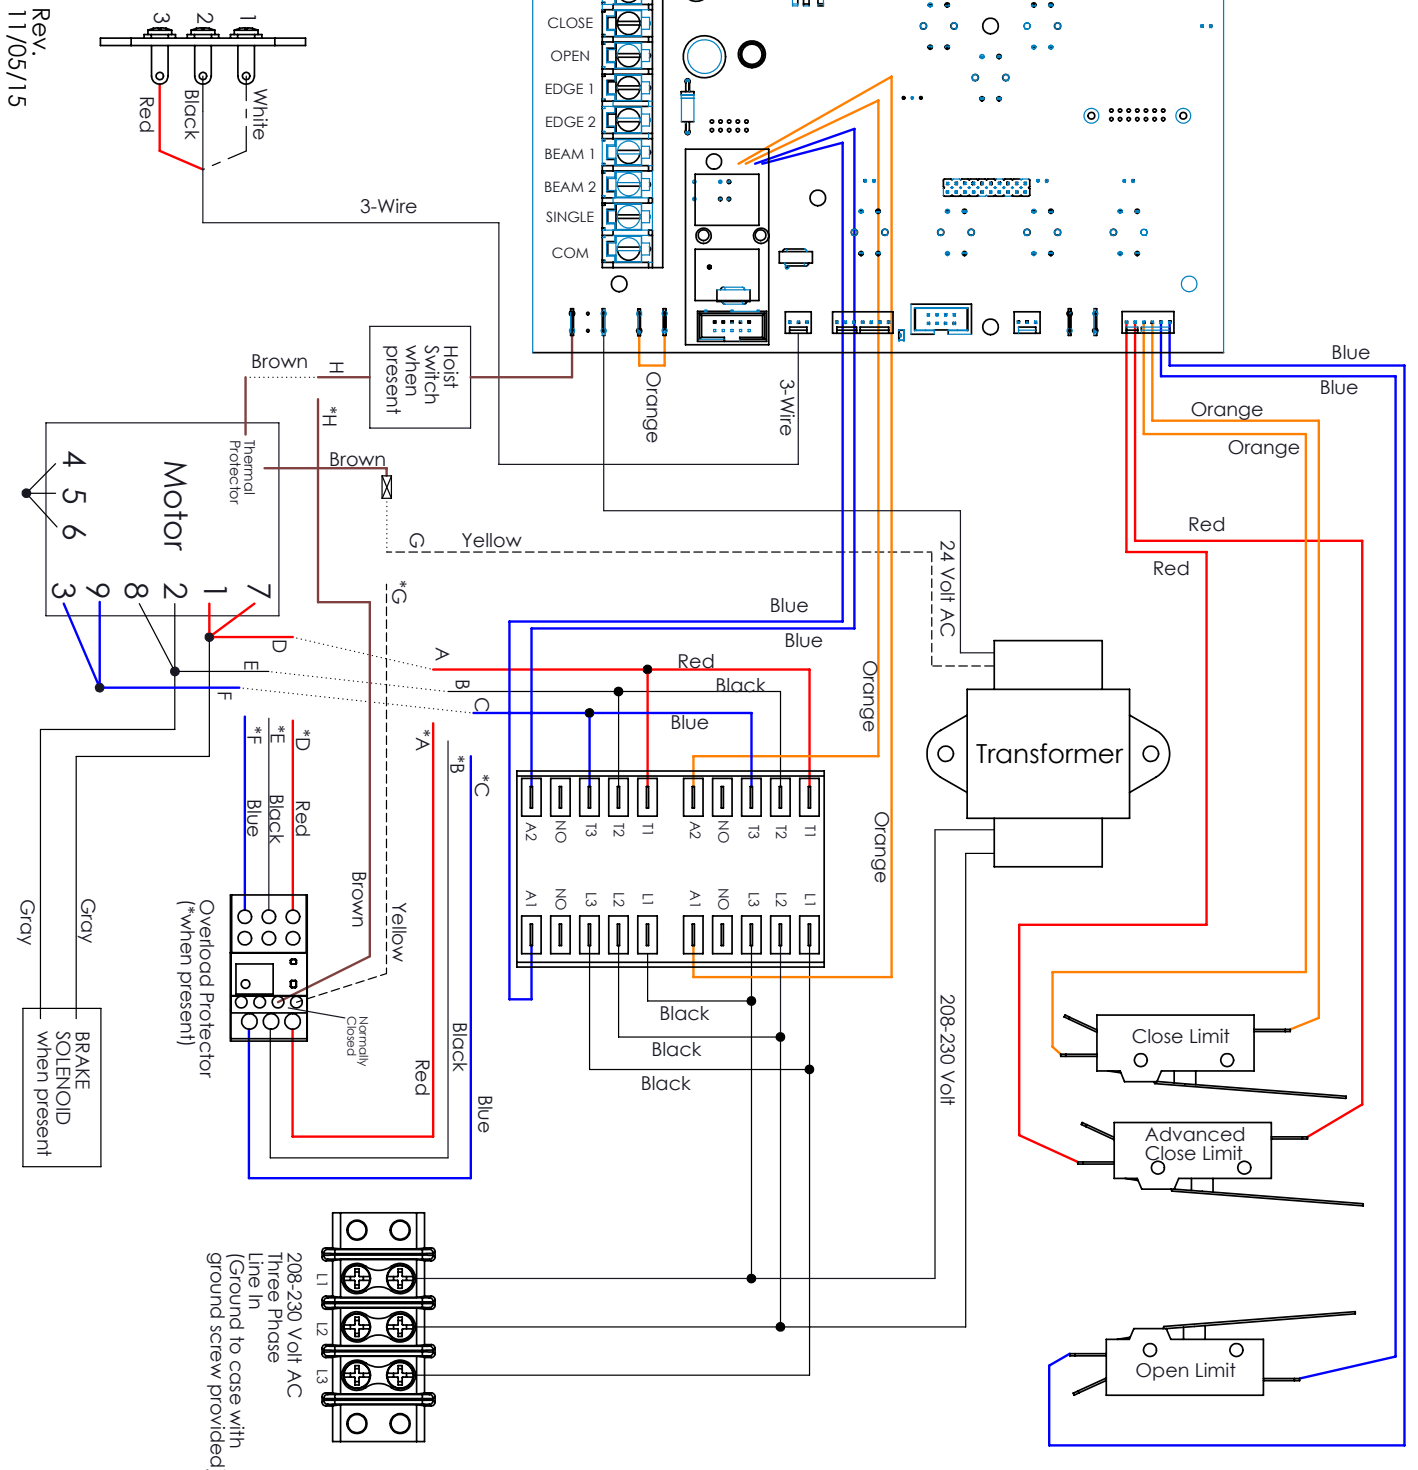 Rev.
11/05/15
3
2
1
White
Black
Red
3-Wire
CLOSE
OPEN
EDGE 1
EDGE 2
BEAM 1
BEAM 2
SINGLE
COM
Hoist
Switch
when
present
Brown
H
*H
Orange
3-Wire
Blue
Blue
Orange
Orange
Red
Red
Thermal
Protector
Brown
Motor
4
5
6
3
9
8
2
1
7
G
Yellow
*G
24 Volt AC
Blue
Blue
Orange
Transformer
D
E
F
A
B
C
Red
Black
Blue
*D
*E
*F
*A
*B
*C
Red
Black
Blue
A2
NO
T3
T2
T1
A2
NO
T3
T2
T1
A1
NO
L3
L2
L1
A1
NO
L3
L2
L1
Orange
Brown
Yellow
Overload Protector
(*when present)
Normally
Closed
Gray
Gray
BRAKE
SOLENOID
when present
Red
Black
Blue
Black
Black
Black
208-230 Volt
Close Limit
Advanced
Close Limit
Open Limit
L1
L2
L3
208-230 Volt AC
Three Phase
Line In
(Ground to case with
ground screw provided)